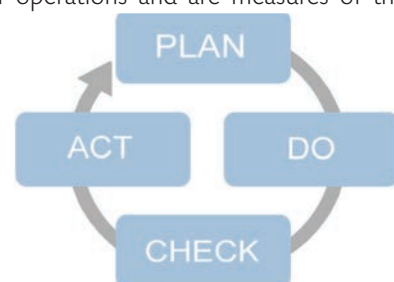 operations and are measures of
PLAN
ACT
DO
CHECK